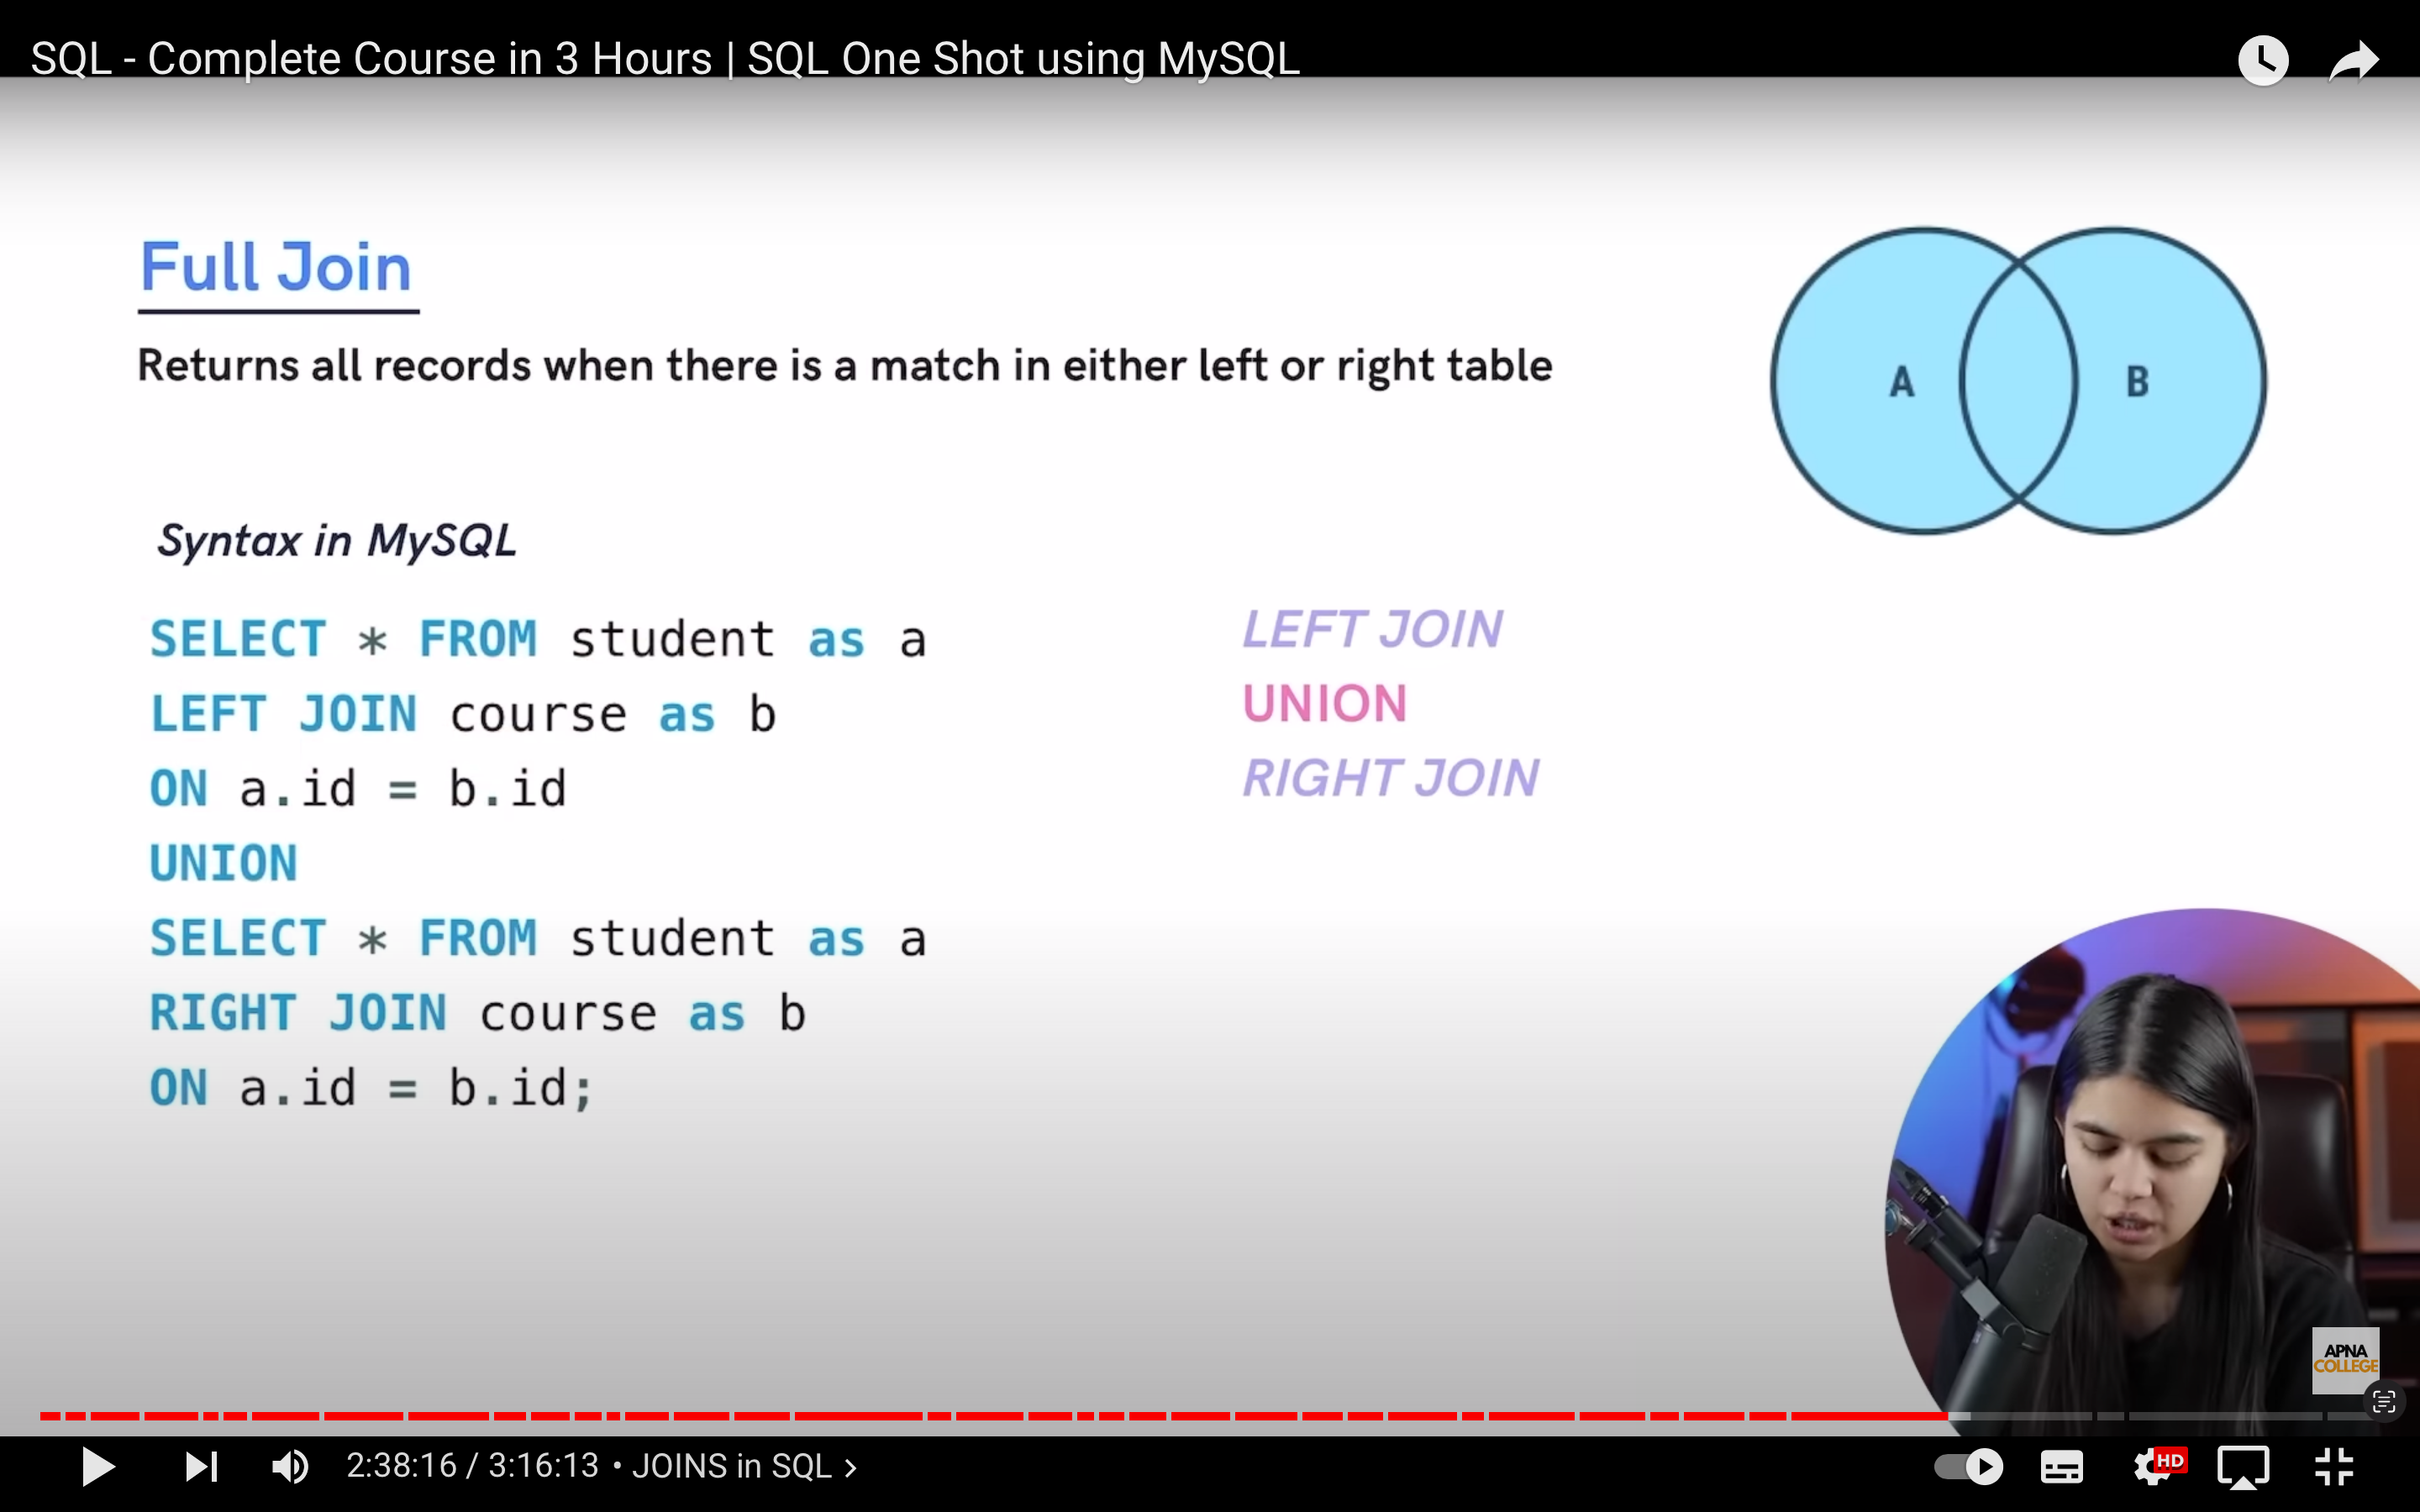 SQL - Complete Course in 3 Hours | SQL One Shot using MySQL
Full Join
Returns all records when there is a match in either left or right table
A
B
Syntax in MySQL
SELECT * FROM student as a
LEFT JOIN course as b
ON a.id = b.id
UNION
SELECT * FROM student as a
RIGHT JOIN course as b
ON a.id = b.id;
LEFT JOIN
UNION
RIGHT JOIN
APNA
COLLEGE
2:38:16 / 3:16:13 • JOINS in SQL >
HD